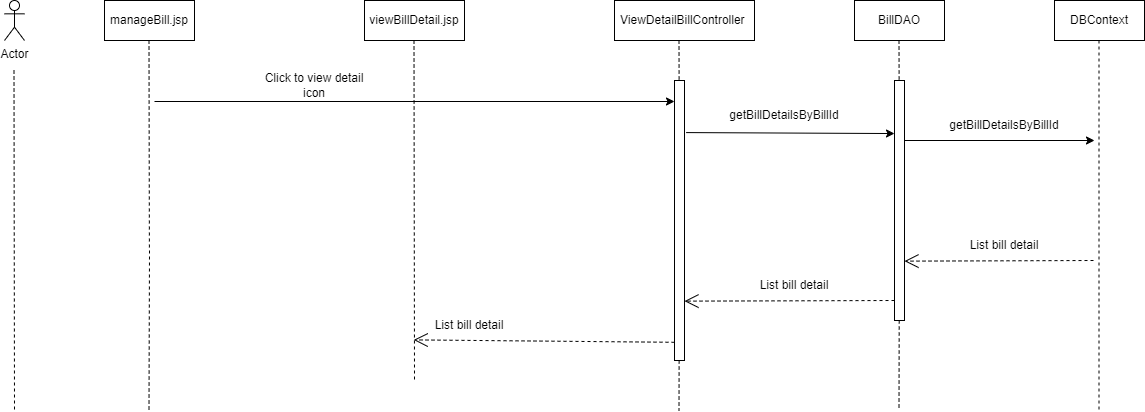 manageBill.jsp
viewBillDetail.jsp
ViewDetailBillController
BillDAO
DBContext
Actor
Click to view detail
icon
getBillDetailsByBillId
getBillDetailsByBillId
List bill detail
List bill detail
List bill detail